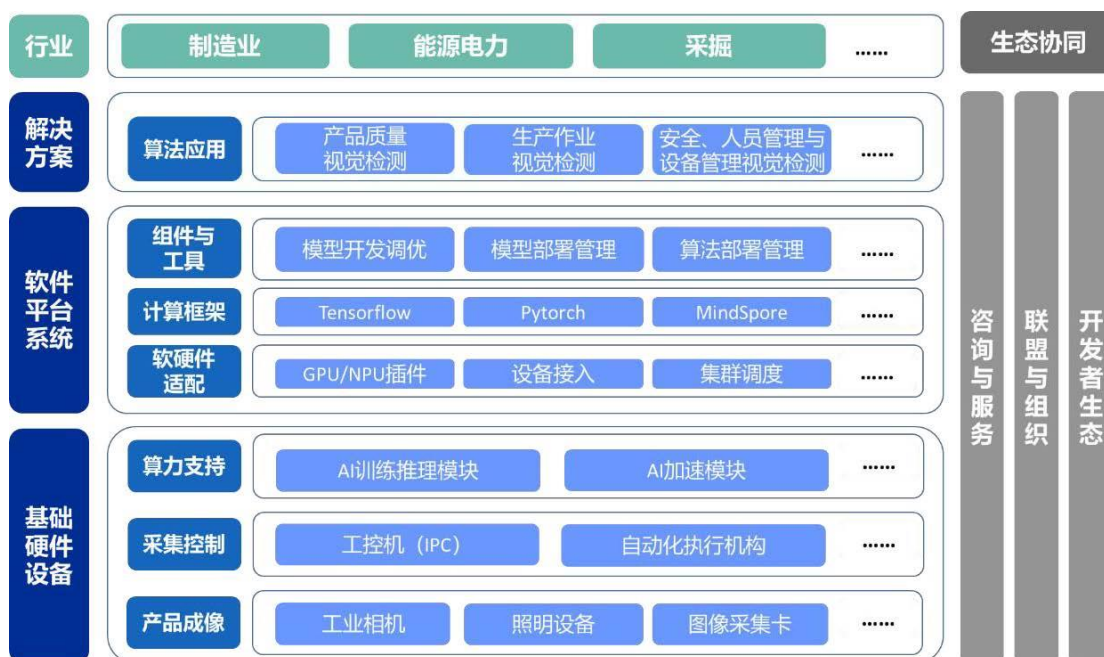 行业
制造业
能源电力
采掘
......
生态协同
解决
方案
算法应用
产品质量
视觉检测
生产作业
视觉检测
安全、人员管理与
设备管理视觉检测
......
软件
平台
系统
组件与
工具
模型开发调优
模型部署管理
算法部署管理
......
计算框架
Tensorflow
Pytorch
MindSpore
......
软硬件
适配
GPU/NPU插件
设备接入
集群调度
......
基础
硬件
设备
算力支持
AI训练推理模块
AI加速模块
......
采集控制
工控机（IPC）
自动化执行机构
......
产品成像
工业相机
照明设备
图像采集卡
......
咨询与服务
联盟与组织
开发者生态